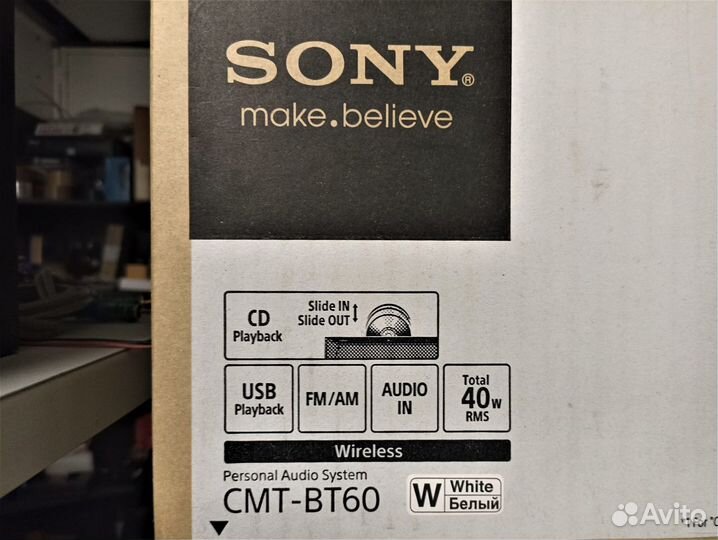 SONY®
make.believe
CD
Playback
Slide IN
Slide OUT
USB
Playback
FM/AM
AUDIO
IN
Total
40W
RMS
Wireless
Personal Audio System
CMT-BT60
W White
Белый
Avito